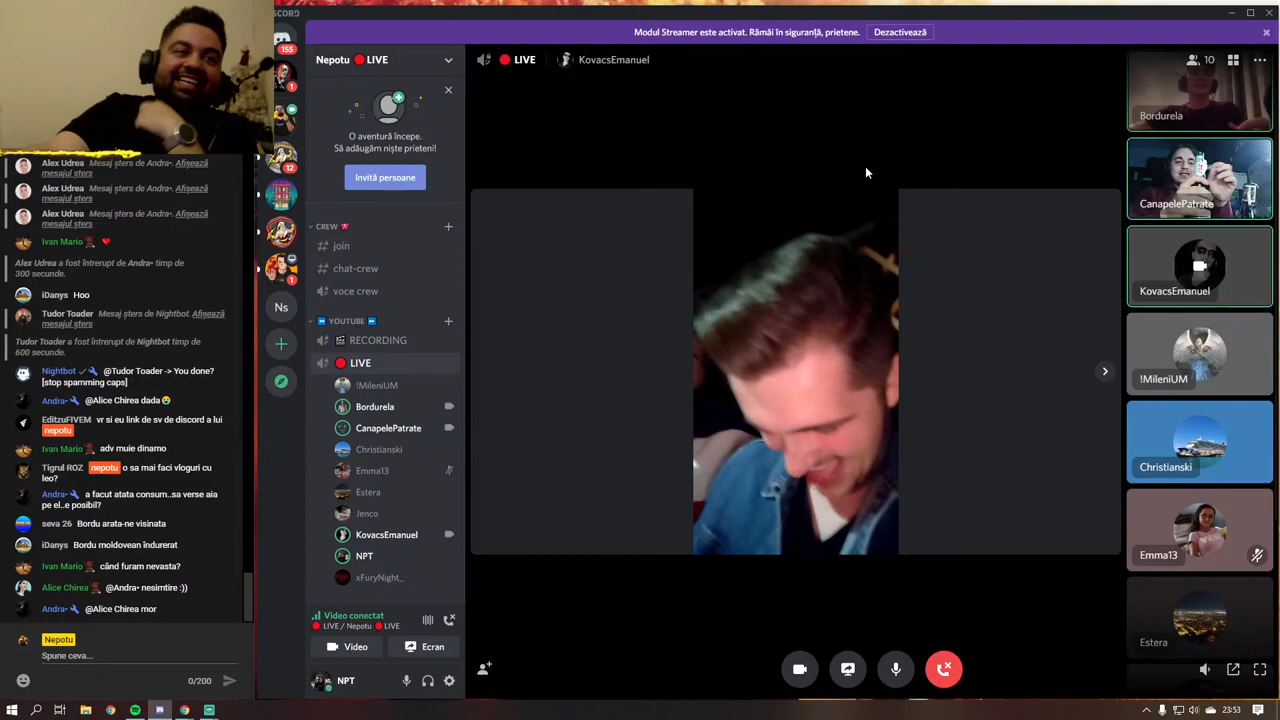 ISCORD
Modul Streamer este activat. Rămâi în siguranță, prietene.
Dezactivează
155
1
12
1
Ns
Alex Udrea Mesaj șters de Andra•. Afișează
mesajul șters
Alex Udrea Mesaj șters de Andra•. Afișează
mesajul șters
Alex Udrea Mesaj șters de Andra•. Afișează
mesajul șters
Ivan Mario
Alex Udrea a fost întrerupt de Andra• timp de
300 secunde.
iDanys Hoo
Tudor Toader Mesaj șters de Nightbot. Afișează
mesajul șters
Tudor Toader a fost întrerupt de Nightbot timp de
600 secunde.
Nightbot @Tudor Toader -> You done?
[stop spamming caps]
Andra• @Alice Chirea dada
EditzuFIVEM vr si eu link de sv de discord a lui
nepotu
Ivan Mario adv muie dinamo
Tigrul ROZ nepotu o sa mai faci vloguri cu
leo?
Andra• a facut atata consum..sa verse aia
pe el..e posibil?
seva 26 Bordu arata-ne visinata
iDanys Bordu moldovean îndurerat
Ivan Mario când furam nevasta?
Alice Chirea @Andra• nesimtire :))
Andra• @Alice Chirea mor
Nepotu
Spune ceva...
0/200
Nepotu LIVE
O aventură începe.
Să adăugăm niște prieteni!
Invită persoane
CREW
join
chat-crew
voce crew
YOUTUBE
RECORDING
LIVE
!MileniUM
Bordurela
CanapelePatrate
Christianski
Emma13
Estera
Jenco
KovacsEmanuel
NPT
xFuryNight_
Video conectat
LIVE / Nepotu LIVE
Video
Ecran
NPT
LIVE
KovacsEmanuel
10
Bordurela
CanapelePatrate
KovacsEmanuel
!MileniUM
Christianski
Emma13
Estera
23:53